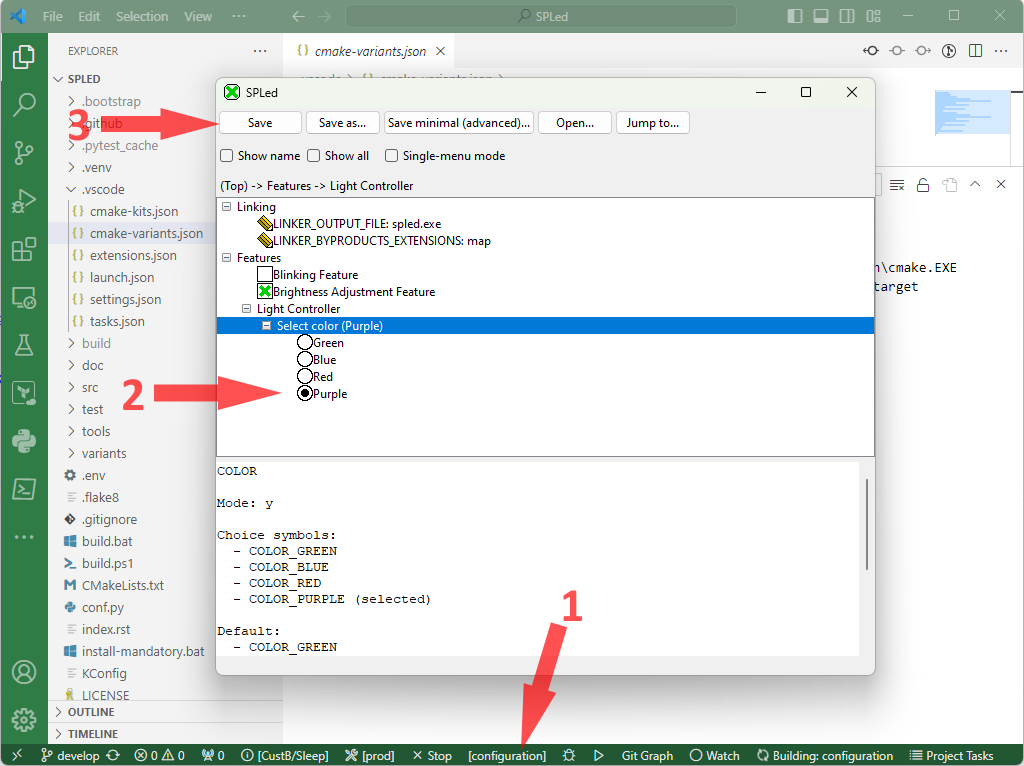 File Edit Selection View ··· SPLed
EXPLORER ···
cmake-variants.json
SPLED
.bootstrap
.github
.pytest_cache
.venv
.vscode
cmake-kits.json
cmake-variants.json
extensions.json
launch.json
settings.json
tasks.json
build
doc
src
test
tools
variants
.env
.flake8
.gitignore
build.bat
build.ps1
CMakeLists.txt
conf.py
index.rst
install-mandatory.bat
KConfig
LICENSE
OUTLINE
TIMELINE
SPLed
3
Save Save as... Save minimal (advanced)... Open... Jump to...
Show name Show all Single-menu mode
(Top) -> Features -> Light Controller
Linking
LINKER_OUTPUT_FILE: spled.exe
LINKER_BYPRODUCTS_EXTENSIONS: map
Features
Blinking Feature
Brightness Adjustment Feature
Light Controller
Select color (Purple)
Green
Blue
Red
2
Purple
COLOR
Mode: y
Choice symbols:
- COLOR_GREEN
- COLOR_BLUE
- COLOR_RED
- COLOR_PURPLE (selected)
Default:
- COLOR_GREEN
\cmake.EXE
target
1
develop 0 0 0 [CustB/Sleep] [prod] Stop [configuration] Git Graph Watch Building: configuration Project Tasks